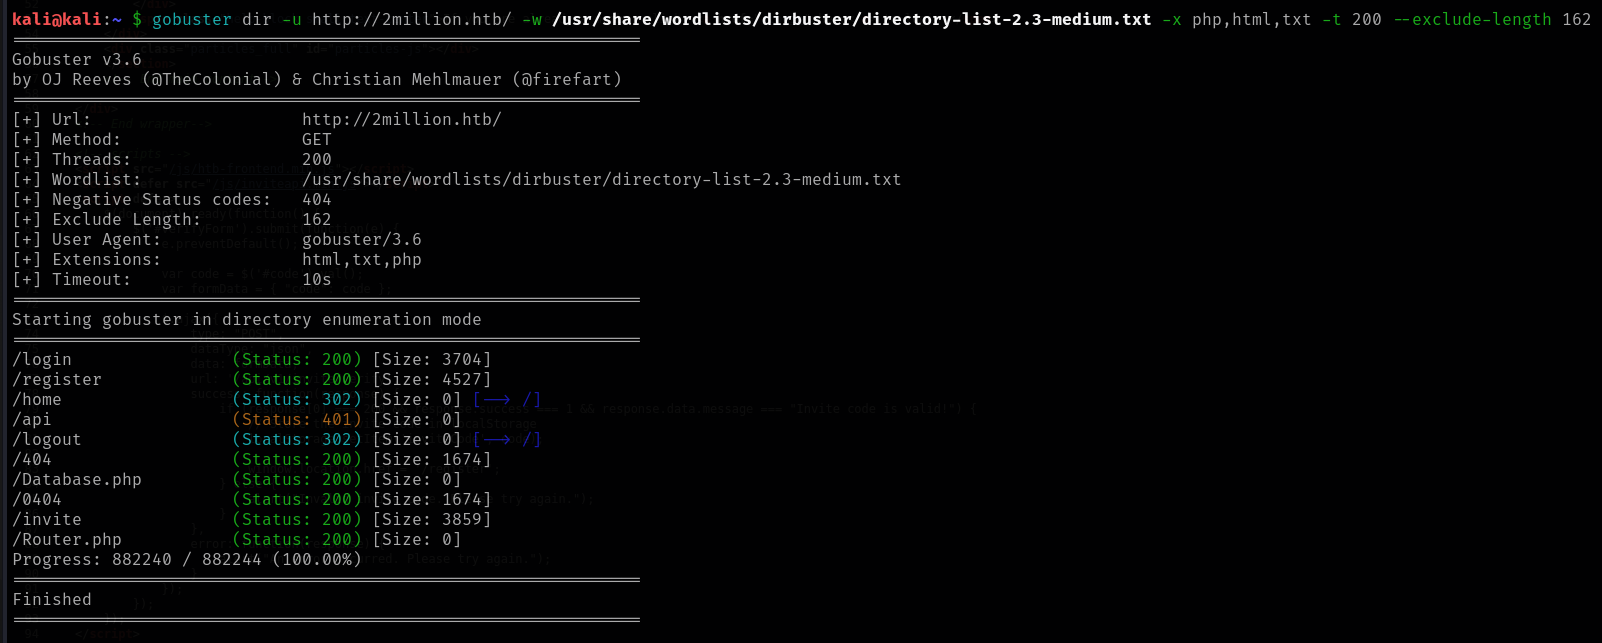 kali@kali:~ $ gobuster dir -u http://2million.htb/ -w /usr/share/wordlists/dirbuster/directory-list-2.3-medium.txt -x php,html,txt -t 200 --exclude-length 162
===============================================================
Gobuster v3.6
by OJ Reeves (@TheColonial) & Christian Mehlmauer (@firefart)
===============================================================
[+] Url:                     http://2million.htb/
[+] Method:                  GET
[+] Threads:                 200
[+] Wordlist:                /usr/share/wordlists/dirbuster/directory-list-2.3-medium.txt
[+] Negative Status codes:   404
[+] Exclude Length:          162
[+] User Agent:              gobuster/3.6
[+] Extensions:              html,txt,php
[+] Timeout:                 10s
===============================================================
Starting gobuster in directory enumeration mode
===============================================================
/login                (Status: 200) [Size: 3704]
/register             (Status: 200) [Size: 4527]
/home                 (Status: 302) [Size: 0] [--> /]
/api                  (Status: 401) [Size: 0]
/logout               (Status: 302) [Size: 0] [--> /]
/404                  (Status: 200) [Size: 1674]
/Database.php         (Status: 200) [Size: 0]
/0404                 (Status: 200) [Size: 1674]
/invite               (Status: 200) [Size: 3859]
/Router.php           (Status: 200) [Size: 0]
Progress: 882240 / 882244 (100.00%)
===============================================================
Finished
===============================================================